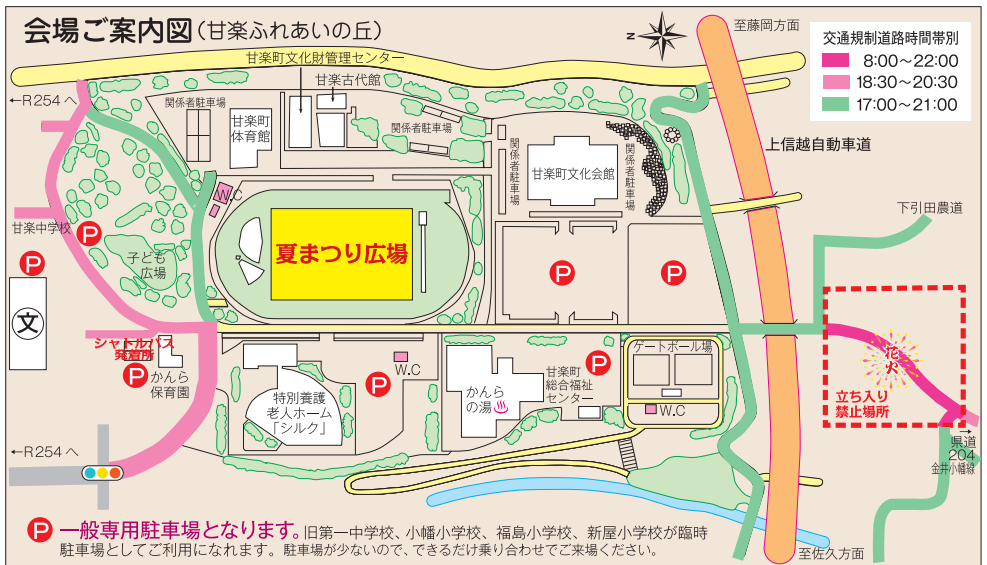 会場ご案内図(甘楽ふれあいの丘)
甘楽町文化財管理センター
甘楽古代館
N
至藤岡方面
交通規制道路時間帯別
8:00〜22:00
18:30〜20:30
17:00〜21:00
←R254へ
関係者駐車場
甘楽町
体育館
関係者駐車場
関係者駐車場
甘楽町文化会館
関係者駐車場
上信越自動車道
W.C
下引田農道
甘楽中学校
P
子ども
広場
夏まつり広場
P
P
P
文
シャトルバス
発着所
P
かんら
保育園
特別養護
老人ホーム
「シルク」
W.C
P
かんら
の湯
甘楽町
総合福祉
センター
P
ゲートボール場
W.C
花火
立ち入り
禁止場所
→
県道
204
金井小幡線
←R254へ
P 一般専用駐車場となります。旧第一中学校、小幡小学校、福島小学校、新屋小学校が臨時
駐車場としてご利用になれます。駐車場が少ないので、できるだけ乗り合わせでご来場ください。
至佐久方面